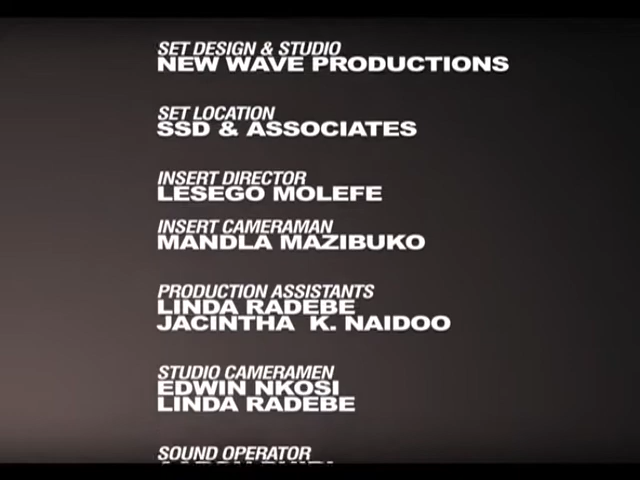 SET DESIGN & STUDIO
NEW WAVE PRODUCTIONS
SET LOCATION
SSD & ASSOCIATES
INSERT DIRECTOR
LESEGO MOLEFE
INSERT CAMERAMAN
MANDLA MAZIBUKO
PRODUCTION ASSISTANTS
LINDA RADEBE
JACINTHA K. NAIDOO
STUDIO CAMERAMEN
EDWIN NKOSI
LINDA RADEBE
SOUND OPERATOR